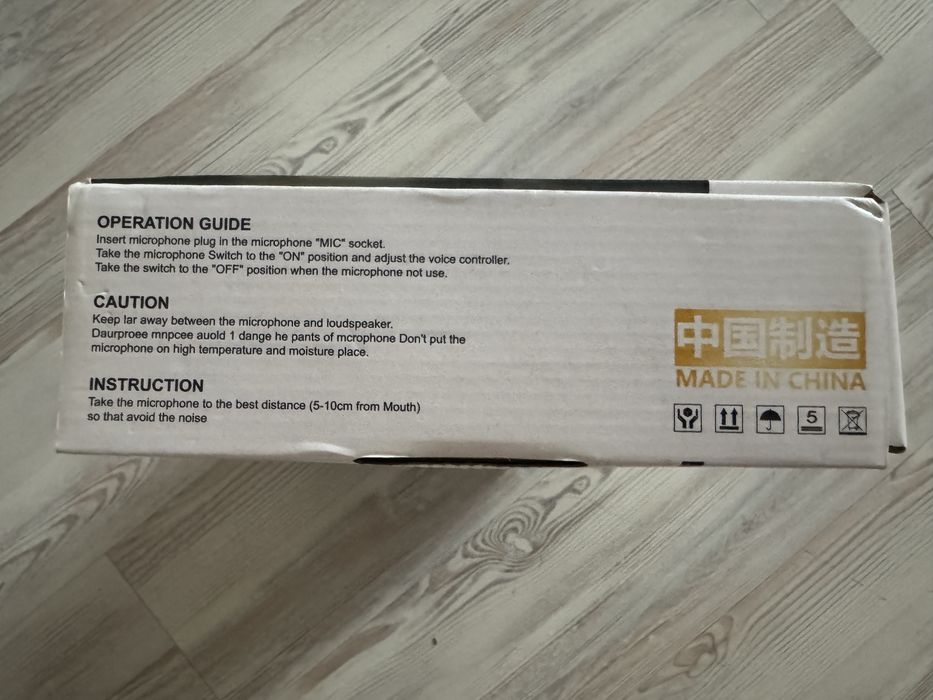 OPERATION GUIDE
Insert microphone plug in the microphone "MIC" socket.
Take the microphone Switch to the "ON" position and adjust the voice controller.
Take the switch to the "OFF" position when the microphone not use.
CAUTION
Keep lar away between the microphone and loudspeaker.
Daurproee mnpcee auold 1 dange he pants of mcrophone Don't put the
microphone on high temperature and moisture place.
INSTRUCTION
Take the microphone to the best distance (5-10cm from Mouth)
so that avoid the noise
中国制造
MADE IN CHINA
5